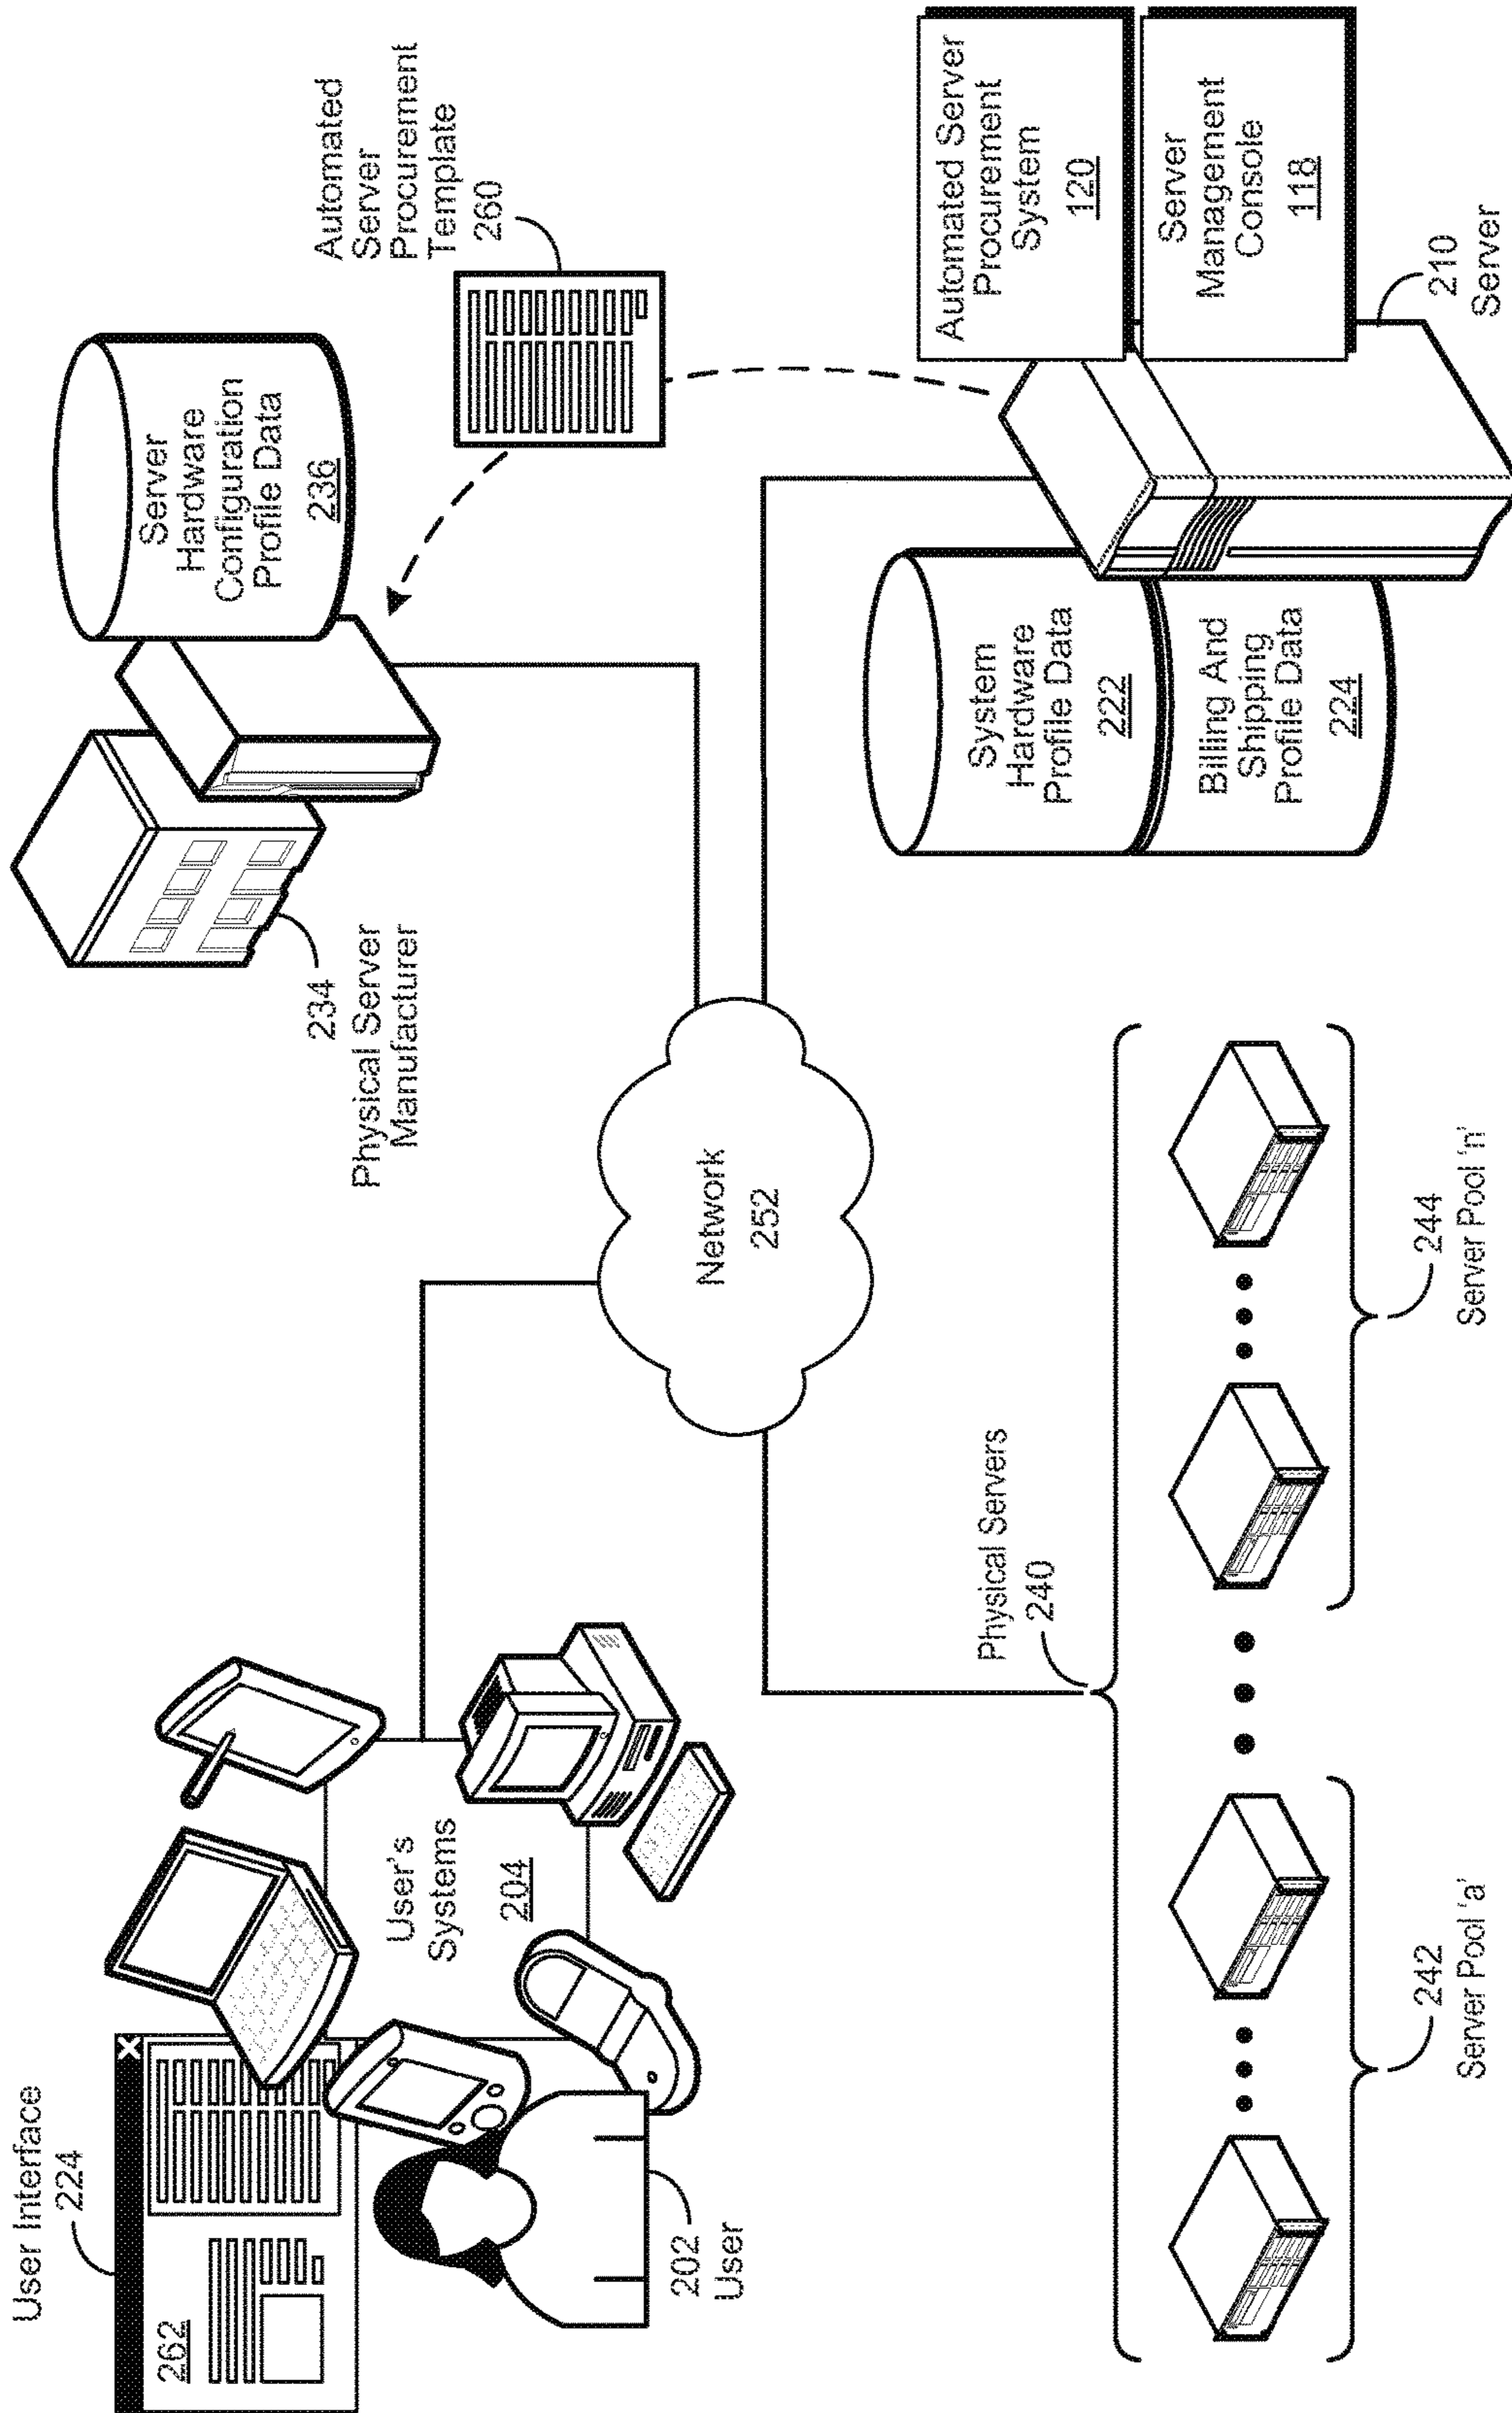 User Interface
224
262
202
User
User's
Systems
204
234
Physical Server
Manufacturer
Server
Hardware
Configuration
Profile Data
236
Automated
Server
Procurement
Template
260
Network
252
Physical Servers
240
242
Server Pool 'a'
244
Server Pool 'n'
System
Hardware
Profile Data
222
Billing And
Shipping
Profile Data
224
Automated Server
Procurement
System
120
Server
Management
Console
118
210
Server